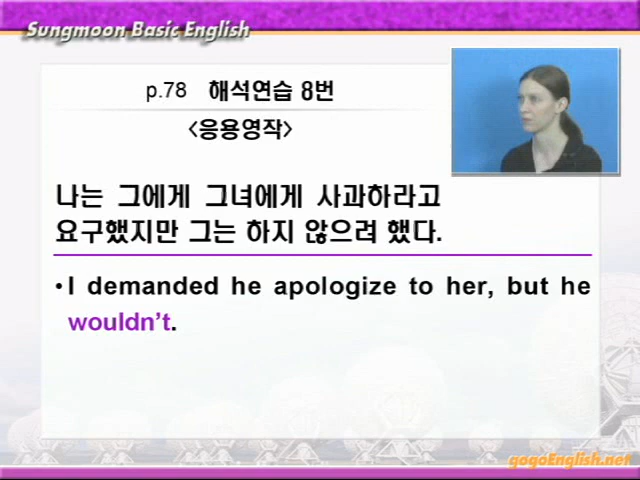 Sungmoon Basic English
p.78 해석연습 8번
<응용영작>
나는 그에게 그녀에게 사과하라고
요구했지만 그는 하지 않으려 했다.
• I demanded he apologize to her, but he
wouldn't.
gogoEnglish.net